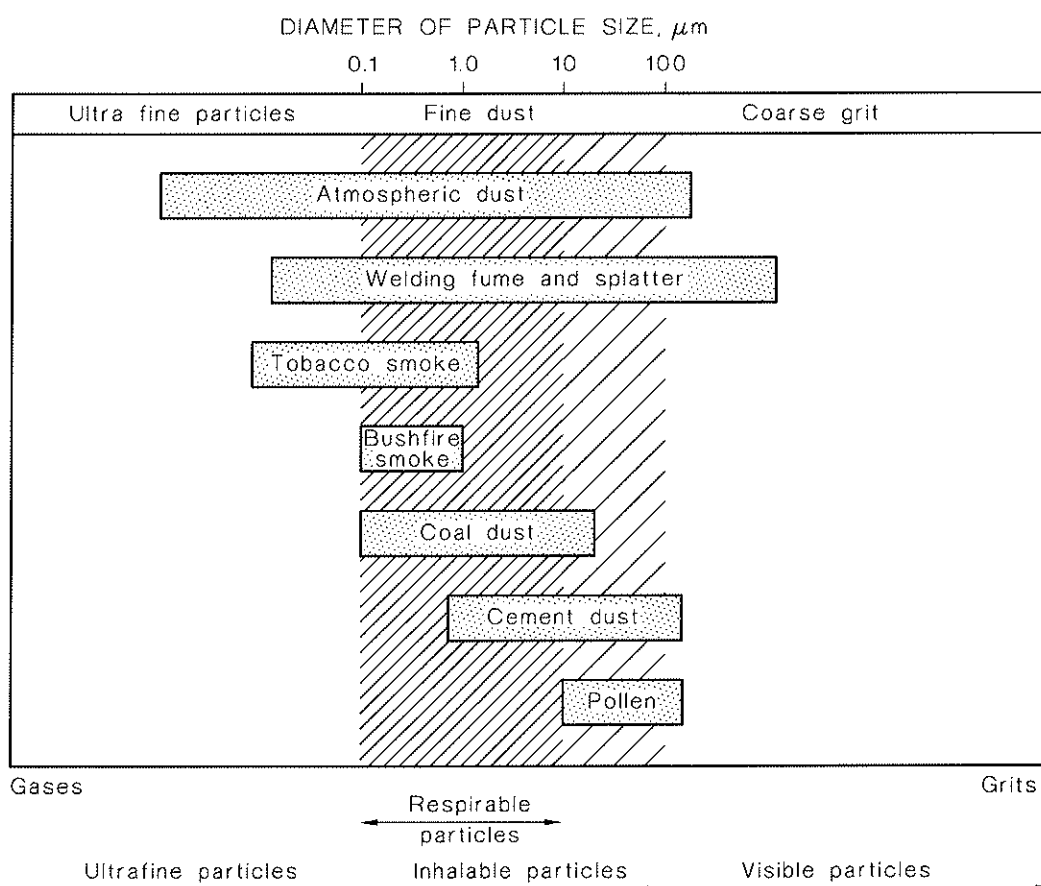 DIAMETER OF PARTICLE SIZE, μm
0.1 1.0 10 100
Ultra fine particles Fine dust Coarse grit
Atmospheric dust
Welding fume and splatter
Tobacco smoke
Bushfire
smoke
Coal dust
Cement dust
Pollen
Gases Grits
Respirable
particles
Ultrafine particles Inhalable particles Visible particles